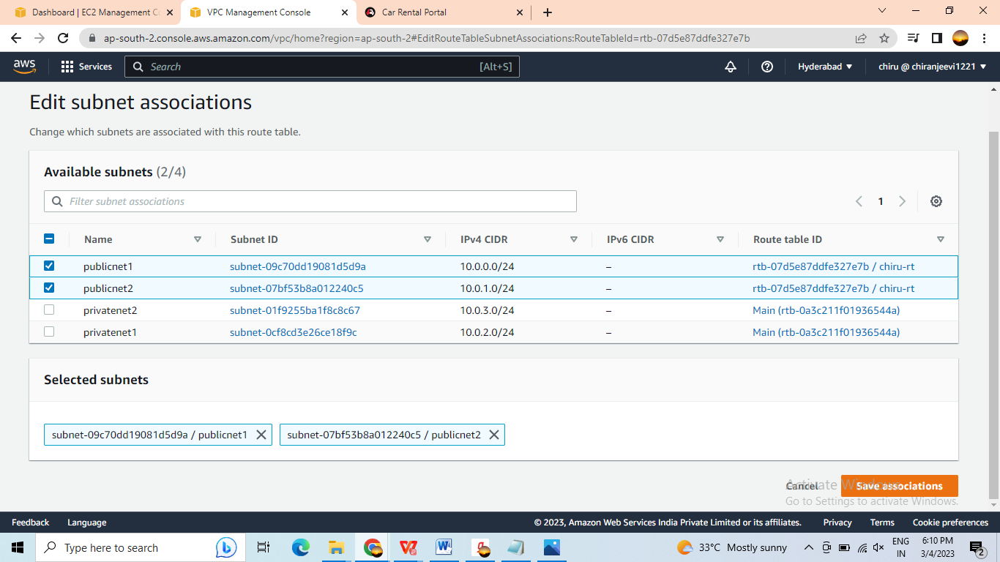 Dashboard | EC2 Management C
VPC Management Console
Car Rental Portal
ap-south-2.console.aws.amazon.com/vpc/home?region=ap-south-2#EditRouteTableSubnetAssociations:RouteTableId=rtb-07d5e87ddfe327e7b
aws Services Search [Alt+S] Hyderabad chiru @ chiranjeevi1221
Edit subnet associations
Change which subnets are associated with this route table.
Available subnets (2/4)
Filter subnet associations
1
Name Subnet ID IPv4 CIDR IPv6 CIDR Route table ID
publicnet1 subnet-09c70dd19081d5d9a 10.0.0.0/24 – rtb-07d5e87ddfe327e7b / chiru-rt
publicnet2 subnet-07bf53b8a012240c5 10.0.1.0/24 – rtb-07d5e87ddfe327e7b / chiru-rt
privatenet2 subnet-01f9255ba1f8c8c67 10.0.3.0/24 – Main (rtb-0a3c211f01936544a)
privatenet1 subnet-0cf8cd3e26ce18f9c 10.0.2.0/24 – Main (rtb-0a3c211f01936544a)
Selected subnets
subnet-09c70dd19081d5d9a / publicnet1
subnet-07bf53b8a012240c5 / publicnet2
Cancel Save associations
Activate Windows
Go to Settings to activate Windows.
Feedback Language © 2023, Amazon Web Services India Private Limited or its affiliates. Privacy Terms Cookie preferences
Type here to search
33°C Mostly sunny
ENG
IN
6:10 PM
3/4/2023
2